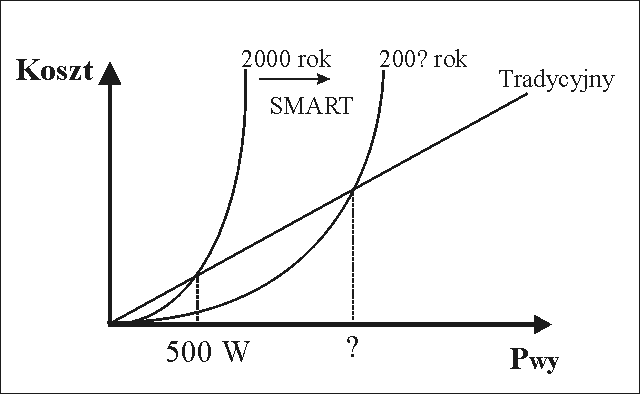 Koszt
2000 rok
SMART
200? rok
Tradycyjny
500 W
?
Pwy